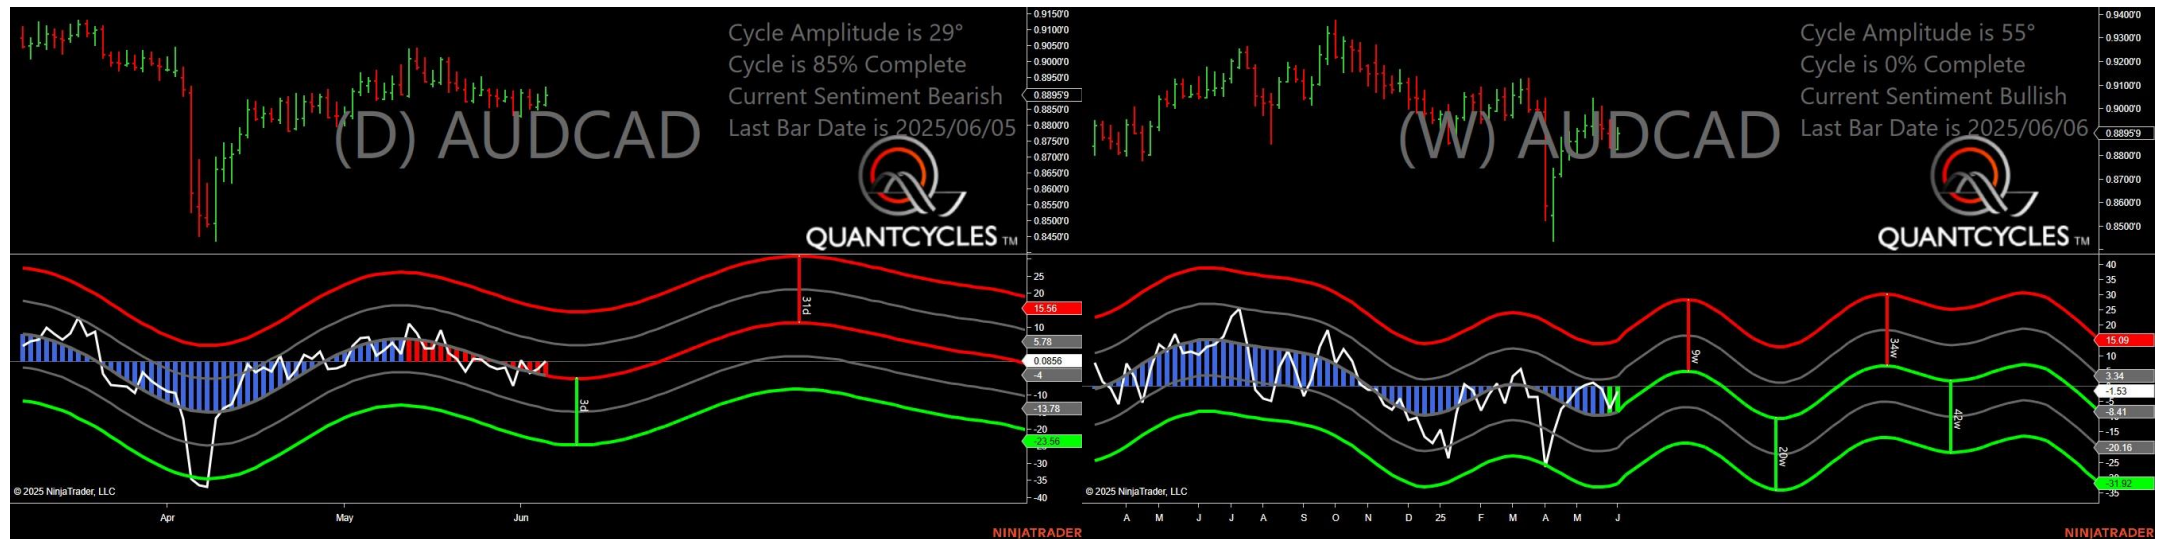 Cycle Amplitude is 29°
Cycle is 85% Complete
Current Sentiment Bearish
Last Bar Date is 2025/06/05
(D) AUDCAD
QUANTCYCLES TM
0.9150'0
0.9100'0
0.9050'0
0.9000'0
0.8950'0
0.8895'9
0.8850'0
0.8800'0
0.8750'0
0.8700'0
0.8650'0
0.8600'0
0.8550'0
0.8500'0
0.8450'0
31d
3d
25
20
15.56
10
5.78
0.0856
-4
-10
-13.78
-20
-23.56
-30
-35
-40
© 2025 NinjaTrader, LLC
Apr May Jun
NINJATRADER
Cycle Amplitude is 55°
Cycle is 0% Complete
Current Sentiment Bullish
Last Bar Date is 2025/06/06
(W) AUDCAD
QUANTCYCLES TM
0.9400'0
0.9300'0
0.9200'0
0.9100'0
0.9000'0
0.8895'9
0.8800'0
0.8700'0
0.8600'0
0.8500'0
9w
20w
34w
42w
40
35
30
25
20
15.09
10
3.34
-1.53
-5
-8.41
-15
-20.16
-25
-31.92
-35
© 2025 NinjaTrader, LLC
A M J J A S O N D 25 F M A M J
NINJATRADER